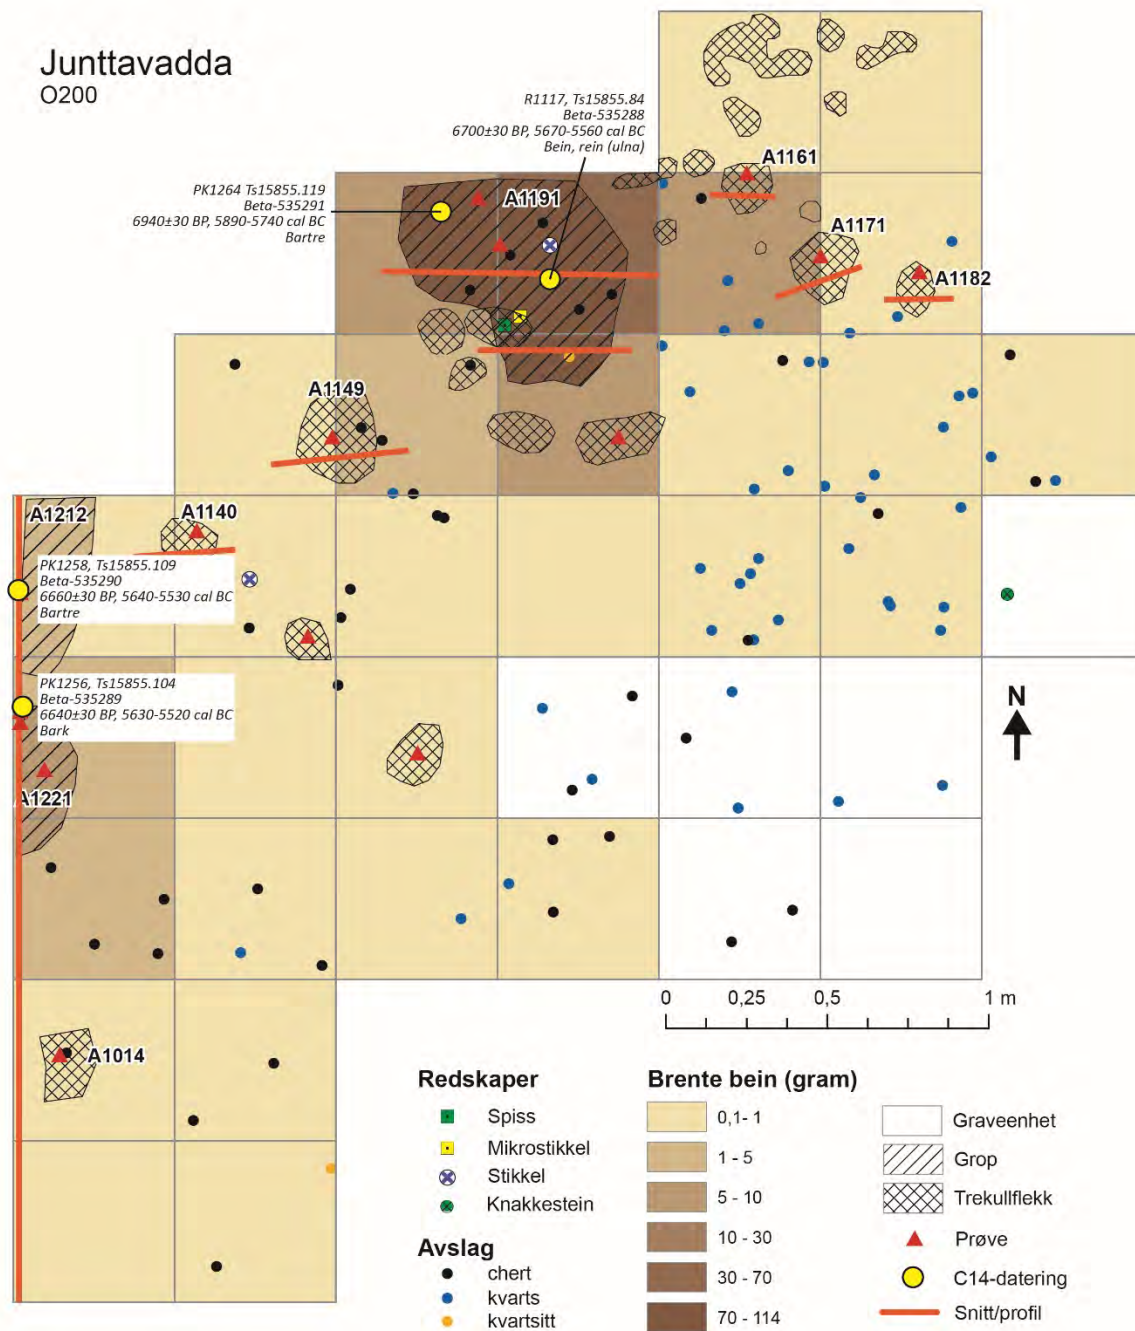 Junttavadda
O200
R1117, Ts15855.84
Beta-535288
6700±30 BP, 5670-5560 cal BC
Bein, rein (ulna)
A1161
PK1264 Ts15855.119
Beta-535291
6940±30 BP, 5890-5740 cal BC
Bartre
A1191
A1171
A1182
A1149
A1212
A1140
PK1258, Ts15855.109
Beta-535290
6660±30 BP, 5640-5530 cal BC
Bartre
PK1256, Ts15855.104
Beta-535289
6640±30 BP, 5630-5520 cal BC
Bark
N
A1221
0 0,25 0,5 1 m
A1014
Redskaper
Spiss
Mikrostikkel
Stikkel
Knakkestein
Avslag
chert
kvarts
kvartsitt
Brente bein (gram)
0,1- 1
1 - 5
5 - 10
10 - 30
30 - 70
70 - 114
Graveenhet
Grop
Trekullflekk
Prøve
C14-datering
Snitt/profil